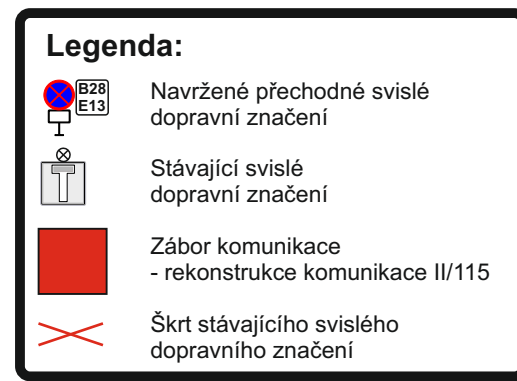 Legenda:
B28
E13
Navržené přechodné svislé
dopravní značení
Stávající svislé
dopravní značení
Zábor komunikace
- rekonstrukce komunikace II/115
Škrt stávajícího svislého
dopravního značení